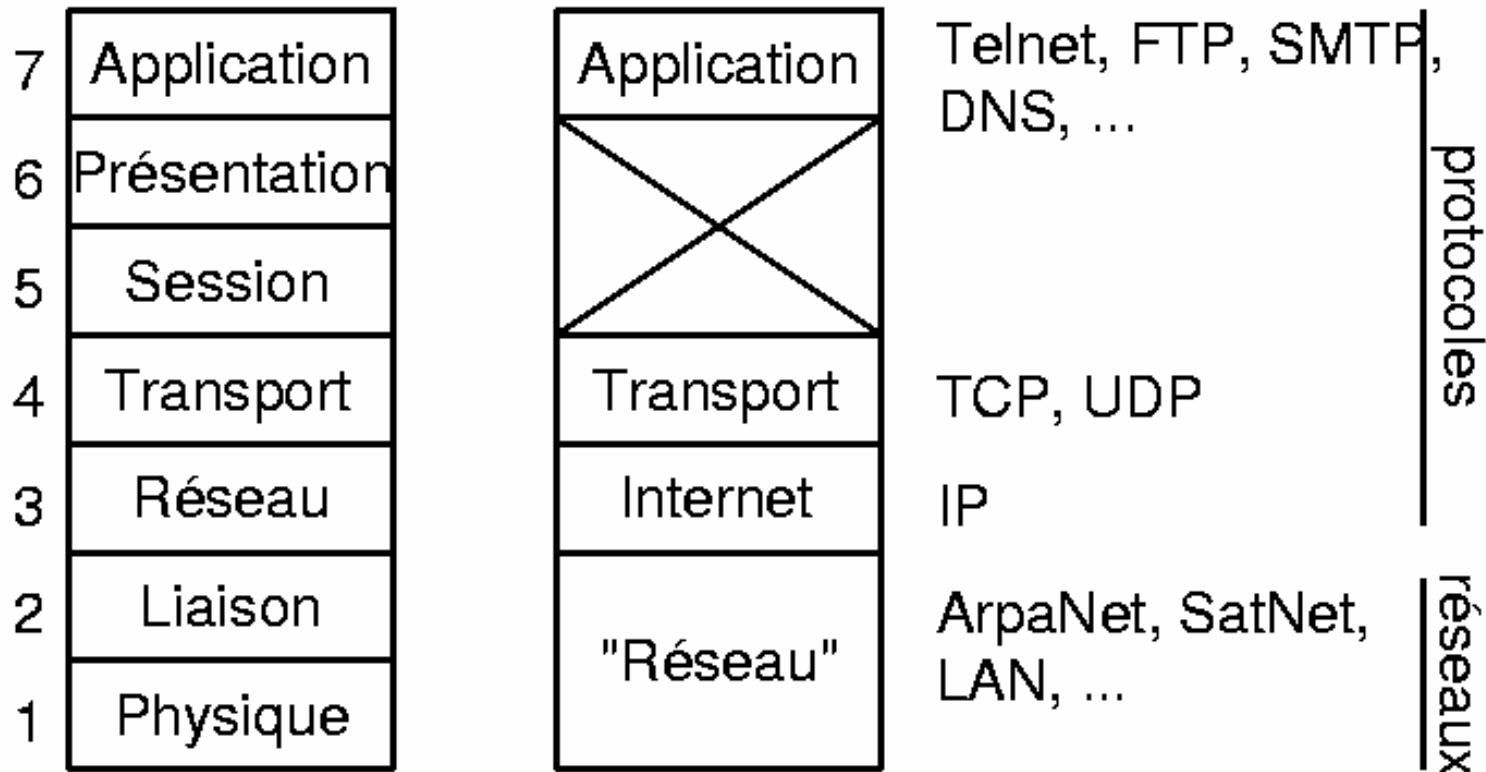 7 Application Application Telnet, FTP, SMTP,
DNS, ...
6 Présentation
5 Session
4 Transport Transport TCP, UDP
3 Réseau Internet IP
2 Liaison ArpaNet, SatNet,
"Réseau" LAN, ...
1 Physique
protocoles
réseaux